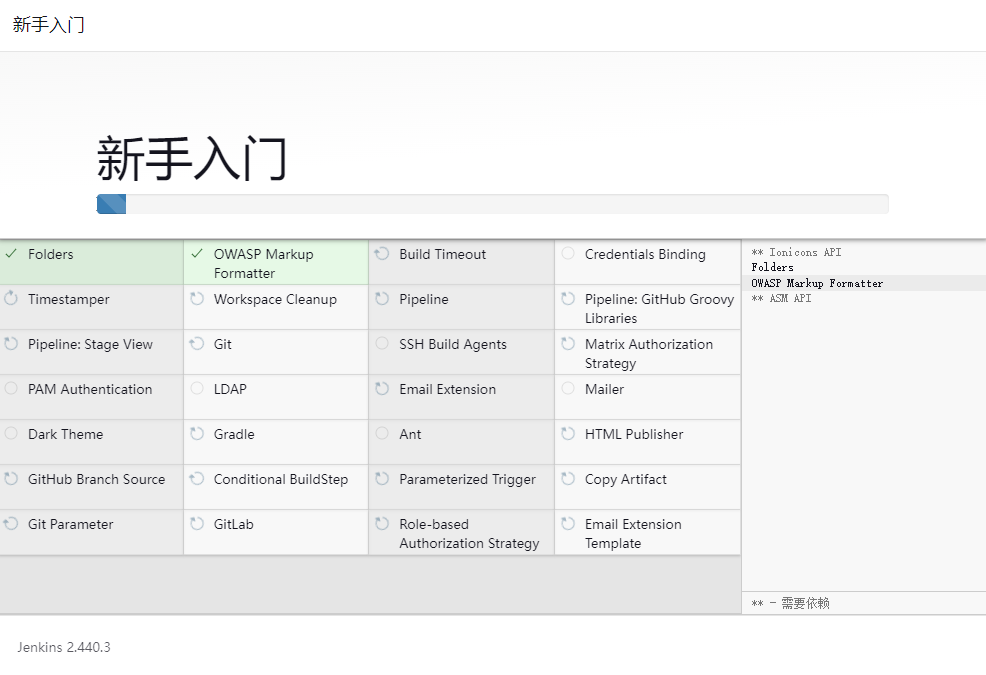 新手入门
新手入门
Folders
OWASP Markup
Formatter
Build Timeout
Credentials Binding
Timestamper
Workspace Cleanup
Pipeline
Pipeline: GitHub Groovy
Libraries
Pipeline: Stage View
Git
SSH Build Agents
Matrix Authorization
Strategy
PAM Authentication
LDAP
Email Extension
Mailer
Dark Theme
Gradle
Ant
HTML Publisher
GitHub Branch Source
Conditional BuildStep
Parameterized Trigger
Copy Artifact
Git Parameter
GitLab
Role-based
Authorization Strategy
Email Extension
Template
** Ionicons API
Folders
OWASP Markup Formatter
** ASM API
** - 需要依赖
Jenkins 2.440.3